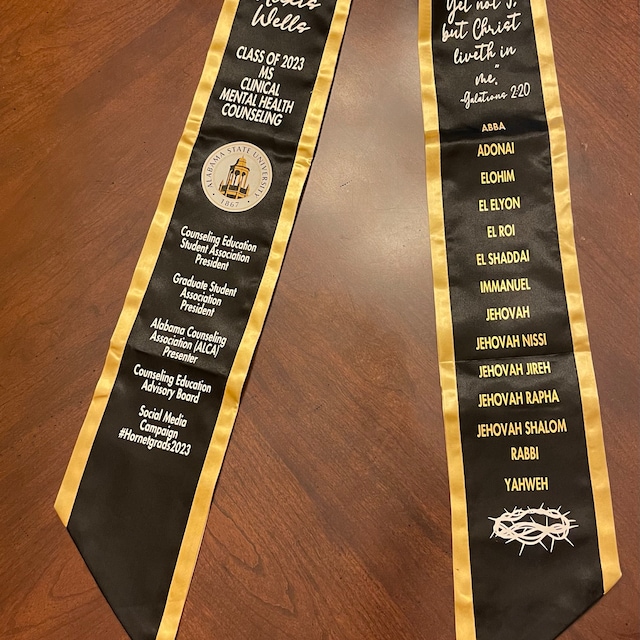 Wells
CLASS OF 2023
MS
CLINICAL
MENTAL HEALTH
COUNSELING
ALABAMA STATE UNIVERSITY
1867
Counseling Education
Student Association
President
Graduate Student
Association
President
Alabama Counseling
Association (ALCA)
Presenter
Counseling Education
Advisory Board
Social Media
Campaign
#Hornetgrads2023
Yet not I,
but Christ
liveth in
me,"
~Galatians 2:20
ABBA
ADONAI
ELOHIM
EL ELYON
EL ROI
EL SHADDAI
IMMANUEL
JEHOVAH
JEHOVAH NISSI
JEHOVAH JIREH
JEHOVAH RAPHA
JEHOVAH SHALOM
RABBI
YAHWEH